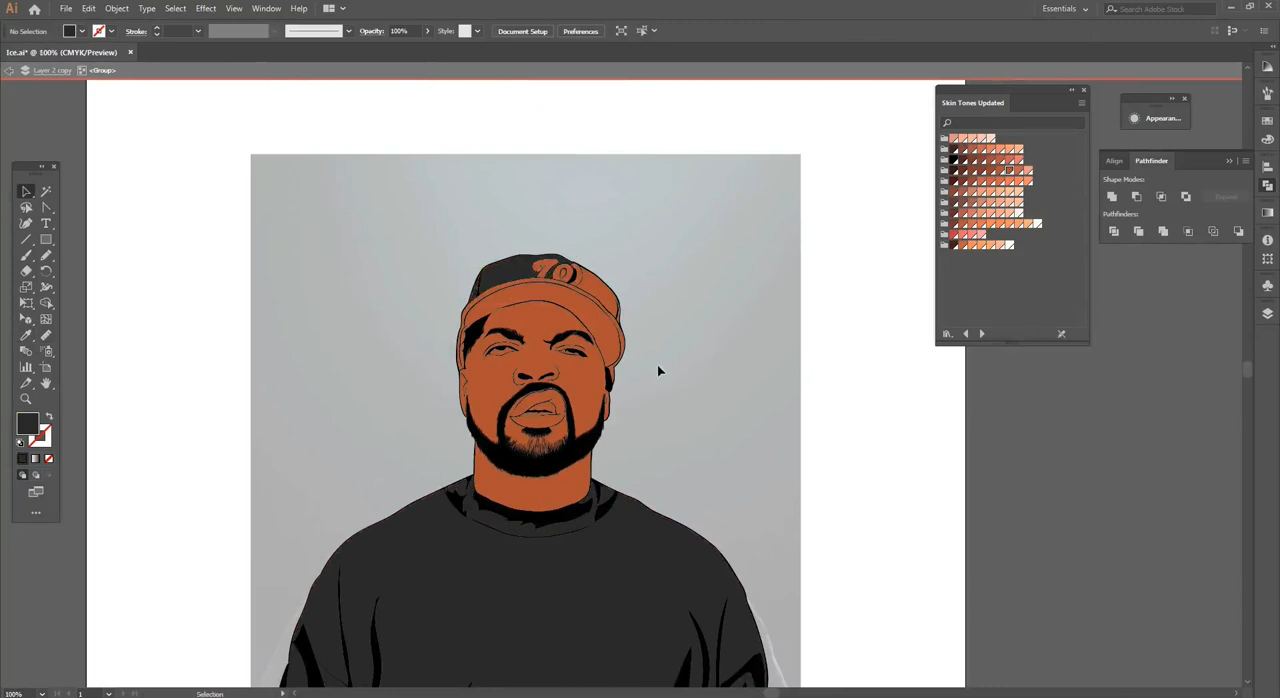 Ai File Edit Object Type Select Effect View Window Help Essentials Search Adobe Stock
No Selection Stroke: Opacity: 100% Style: Document Setup Preferences
Ice.ai* @ 100% (CMYK/Preview)
Layer 2 copy <Group>
Skin Tones Updated
Appearan...
Align Pathfinder
Shape Modes:
Expand
Pathfinders:
100% 1 Selection